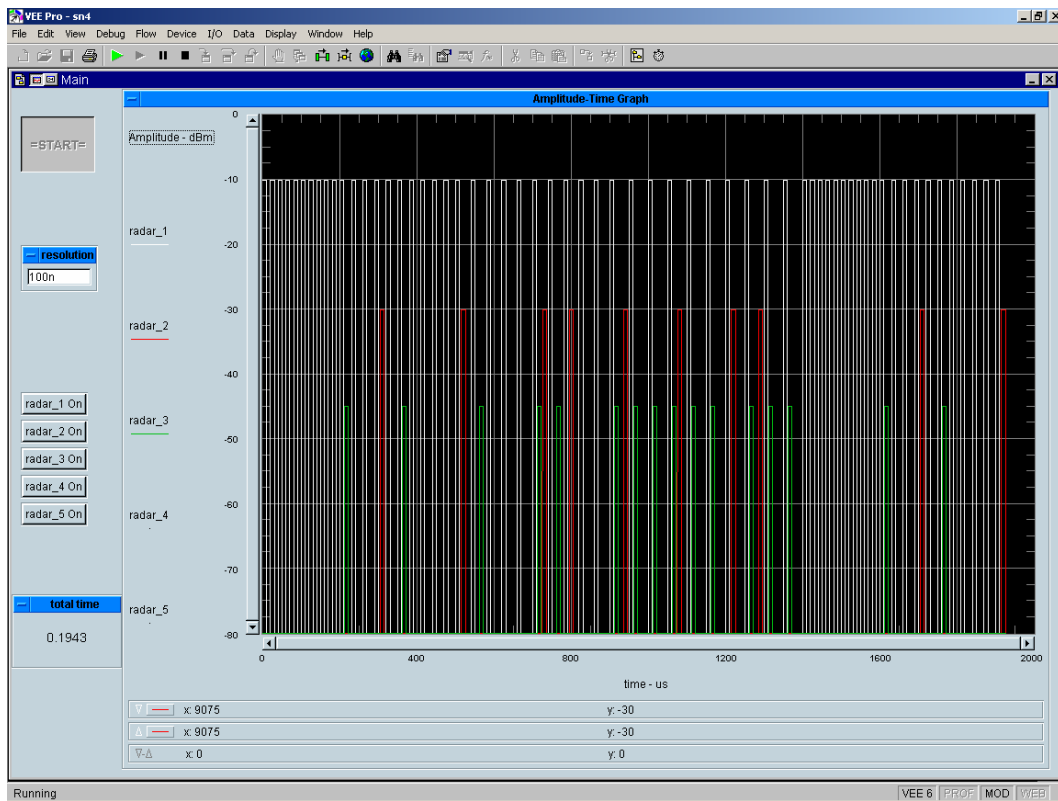 VEE Pro - sn4
File Edit View Debug Flow Device I/O Data Display Window Help
Main
Amplitude-Time Graph
=START=
Amplitude - dBm
0
-10
-20
-30
-40
-50
-60
-70
-80
radar_1
radar_2
radar_3
radar_4
radar_5
resolution
100n
radar_1 On
radar_2 On
radar_3 On
radar_4 On
radar_5 On
total time
0.1943
0 400 800 1200 1600 2000
time - us
x: 9075 y: -30
x: 9075 y: -30
∇-Δ x: 0 y: 0
Running VEE 6 PROF MOD WEB